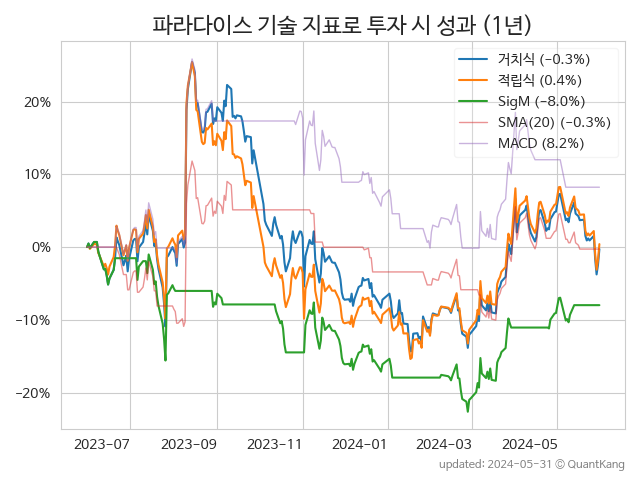 파라다이스 기술 지표로 투자 시 성과 (1년)
거치식 (−0.3%)
적립식 (0.4%)
SigM (−8.0%)
SMA(20) (−0.3%)
MACD (8.2%)
20%
10%
0%
−10%
−20%
2023-07 2023-09 2023-11 2024-01 2024-03 2024-05
updated: 2024-05-31 © QuantKang